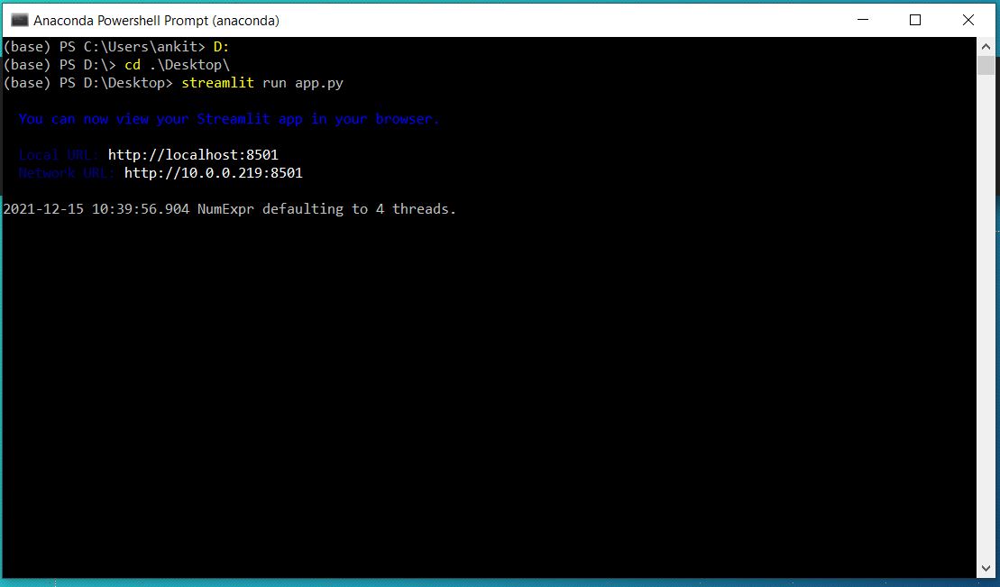 Anaconda Powershell Prompt (anaconda)
(base) PS C:\Users\ankit> D:
(base) PS D:\> cd .\Desktop\
(base) PS D:\Desktop> streamlit run app.py
You can now view your Streamlit app in your browser.
Local URL: http://localhost:8501
Network URL: http://10.0.0.219:8501
2021-12-15 10:39:56.904 NumExpr defaulting to 4 threads.